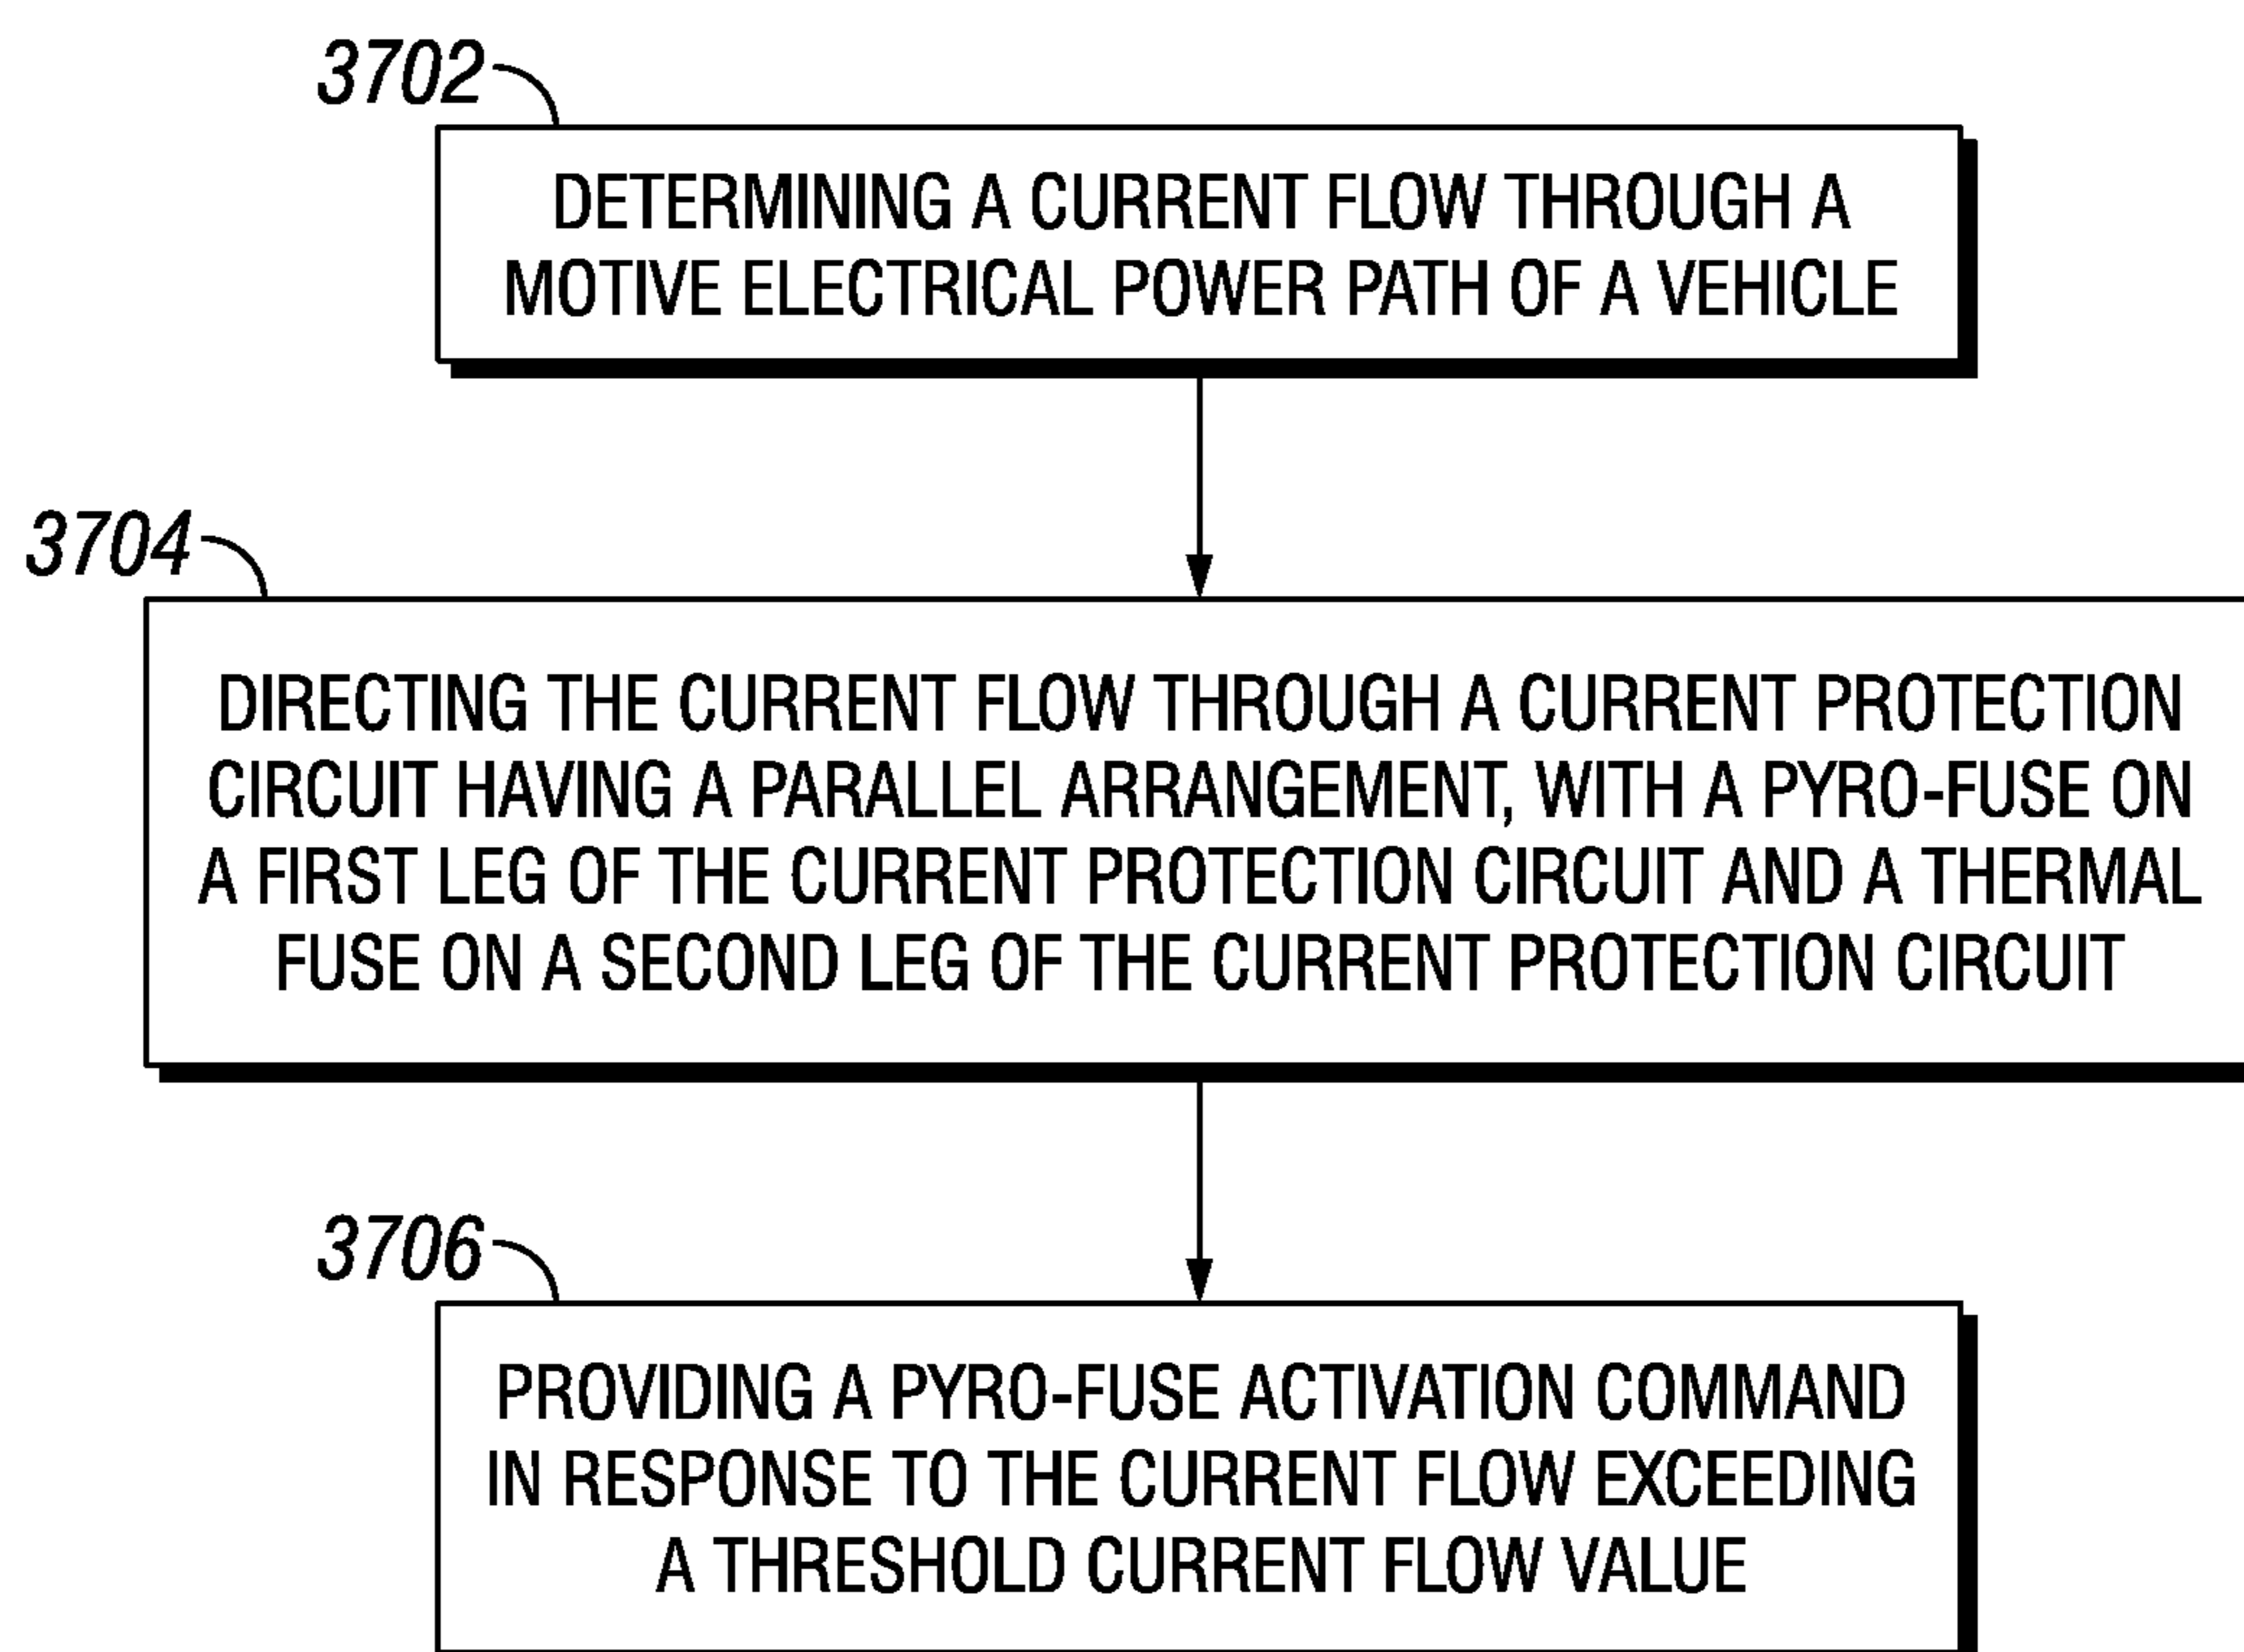 3702
DETERMINING A CURRENT FLOW THROUGH A
MOTIVE ELECTRICAL POWER PATH OF A VEHICLE
3704
DIRECTING THE CURRENT FLOW THROUGH A CURRENT PROTECTION
CIRCUIT HAVING A PARALLEL ARRANGEMENT, WITH A PYRO-FUSE ON
A FIRST LEG OF THE CURRENT PROTECTION CIRCUIT AND A THERMAL
FUSE ON A SECOND LEG OF THE CURRENT PROTECTION CIRCUIT
3706
PROVIDING A PYRO-FUSE ACTIVATION COMMAND
IN RESPONSE TO THE CURRENT FLOW EXCEEDING
A THRESHOLD CURRENT FLOW VALUE